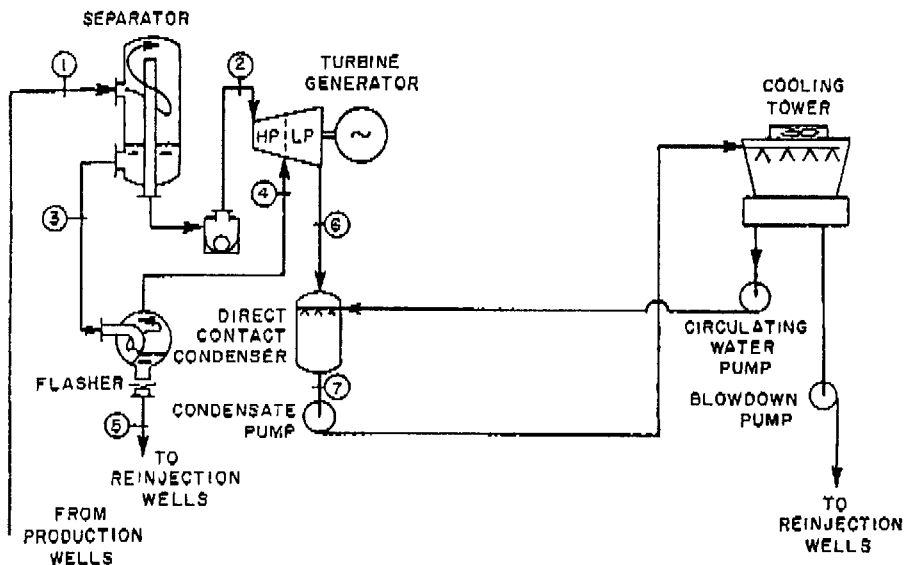 SEPARATOR
1
2
TURBINE
GENERATOR
HP
LP
~
COOLING
TOWER
3
4
6
DIRECT
CONTACT
CONDENSER
CIRCULATING
WATER
PUMP
FLASHER
7
CONDENSATE
PUMP
BLOWDOWN
PUMP
5
TO
REINJECTION
WELLS
FROM
PRODUCTION
WELLS
TO
REINJECTION
WELLS